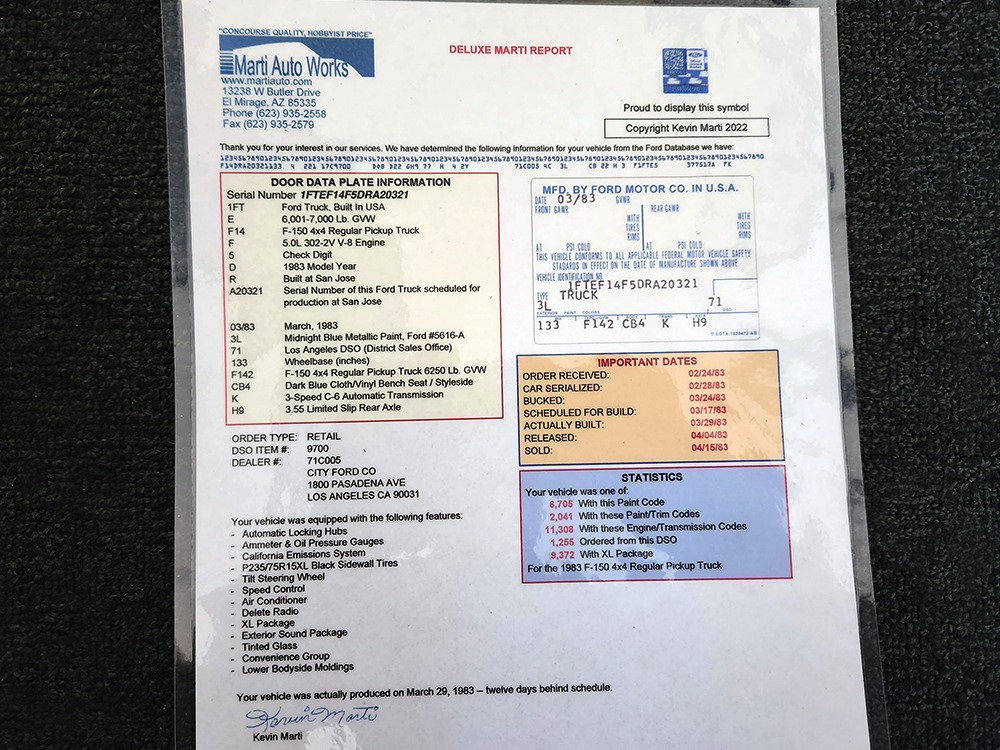 "CONCOURSE QUALITY, HOBBYIST PRICE"
Marti Auto Works
www.martiauto.com
13238 W Butler Drive
El Mirage, AZ 85335
Phone (623) 935-2558
Fax (623) 935-2579
DELUXE MARTI REPORT
Proud to display this symbol
Copyright Kevin Marti 2022
Thank you for your interest in our services. We have determined the following information for your vehicle from the Ford Database we have:
DOOR DATA PLATE INFORMATION
Serial Number 1FTEF14F5DRA20321
1FT Ford Truck, Built In USA
E 6,001-7,000 Lb. GVW
F14 F-150 4x4 Regular Pickup Truck
F 5.0L 302-2V V-8 Engine
5 Check Digit
D 1983 Model Year
R Built at San Jose
A20321 Serial Number of this Ford Truck scheduled for
production at San Jose
03/83 March, 1983
3L Midnight Blue Metallic Paint, Ford #5616-A
71 Los Angeles DSO (District Sales Office)
133 Wheelbase (inches)
F142 F-150 4x4 Regular Pickup Truck 6250 Lb. GVW
CB4 Dark Blue Cloth/Vinyl Bench Seat / Styleside
K 3-Speed C-6 Automatic Transmission
H9 3.55 Limited Slip Rear Axle
MFD. BY FORD MOTOR CO. IN U.S.A.
DATE 03/83 GVWR
FRONT GAWR REAR GAWR
WITH WITH
TIRES TIRES
RIMS RIMS
AT PSI COLD AT PSI COLD
THIS VEHICLE CONFORMS TO ALL APPLICABLE FEDERAL MOTOR VEHICLE SAFETY
STADARDS IN EFFECT ON THE DATE OF MANUFACTURE SHOWN ABOVE.
VEHICLE IDENTIFICATION NO.
1FTEF14F5DRA20321
TYPE TRUCK
3L 71
EXTERIOR PAINT COLORS DSO
133 F142 CB4 K H9
IMPORTANT DATES
ORDER RECEIVED: 02/24/83
CAR SERIALIZED: 02/28/83
BUCKED: 03/24/83
SCHEDULED FOR BUILD: 03/17/83
ACTUALLY BUILT: 03/29/83
RELEASED: 04/04/83
SOLD: 04/15/83
ORDER TYPE: RETAIL
DSO ITEM #: 9700
DEALER #: 71C005
CITY FORD CO
1800 PASADENA AVE
LOS ANGELES CA 90031
STATISTICS
Your vehicle was one of:
6,705 With this Paint Code
2,041 With these Paint/Trim Codes
11,308 With these Engine/Transmission Codes
1,255 Ordered from this DSO
9,372 With XL Package
For the 1983 F-150 4x4 Regular Pickup Truck
Your vehicle was equipped with the following features:
- Automatic Locking Hubs
- Ammeter & Oil Pressure Gauges
- California Emissions System
- P235/75R15XL Black Sidewall Tires
- Tilt Steering Wheel
- Speed Control
- Air Conditioner
- Delete Radio
- XL Package
- Exterior Sound Package
- Tinted Glass
- Convenience Group
- Lower Bodyside Moldings
Your vehicle was actually produced on March 29, 1983 – twelve days behind schedule.
Kevin Marti
Kevin Marti